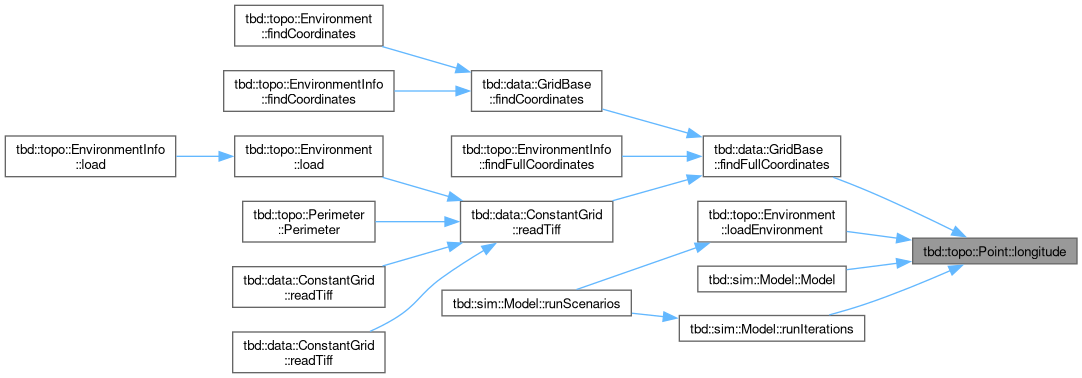 tbd::topo::Environment
::findCoordinates
tbd::topo::EnvironmentInfo
::findCoordinates
tbd::data::GridBase
::findCoordinates
tbd::topo::EnvironmentInfo
::load
tbd::topo::Environment
::load
tbd::topo::EnvironmentInfo
::findFullCoordinates
tbd::data::GridBase
::findFullCoordinates
tbd::topo::Perimeter
::Perimeter
tbd::data::ConstantGrid
::readTiff
tbd::topo::Environment
::loadEnvironment
tbd::topo::Point::longitude
tbd::data::ConstantGrid
::readTiff
tbd::sim::Model::Model
tbd::sim::Model::runScenarios
tbd::sim::Model::runIterations
tbd::data::ConstantGrid
::readTiff